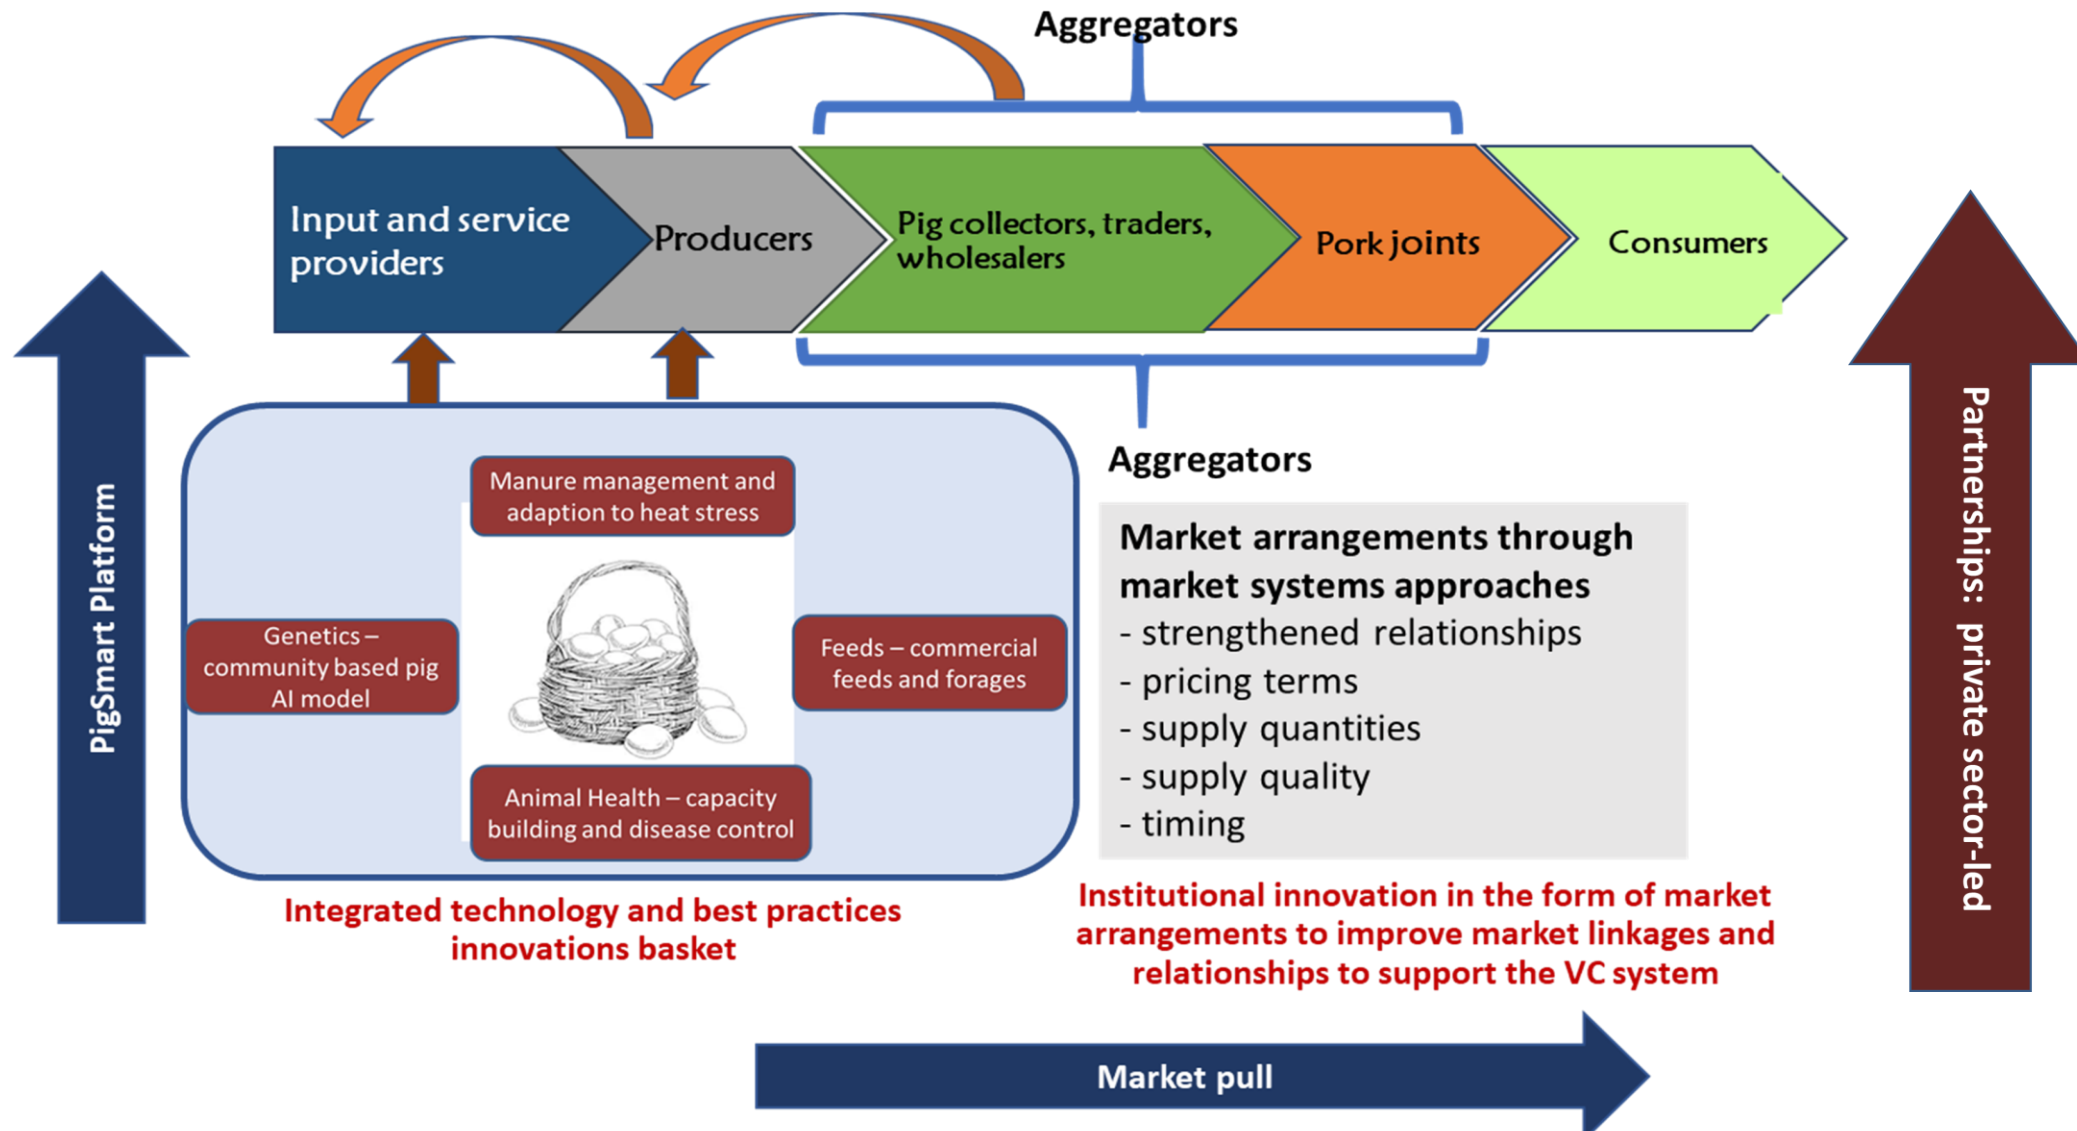 Aggregators
Input and service
providers
Producers
Pig collectors, traders,
wholesalers
Pork joints
Consumers
PigSmart Platform
Manure management and
adaption to heat stress
Genetics –
community based pig
AI model
Feeds – commercial
feeds and forages
Animal Health – capacity
building and disease control
Integrated technology and best practices
innovations basket
Aggregators
Market arrangements through
market systems approaches
- strengthened relationships
- pricing terms
- supply quantities
- supply quality
- timing
Institutional innovation in the form of market
arrangements to improve market linkages and
relationships to support the VC system
Partnerships: private sector-led
Market pull